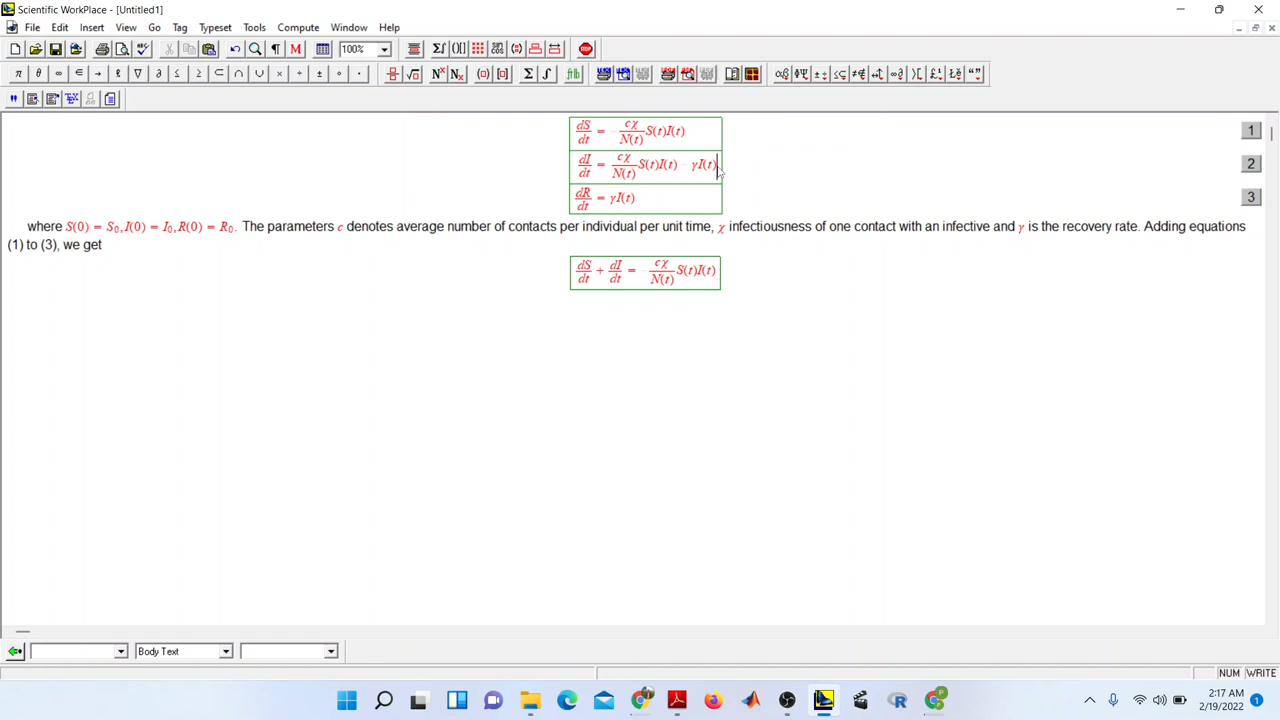 Scientific WorkPlace - [Untitled1]
File Edit Insert View Go Tag Typeset Tools Compute Window Help
100%
dS/dt = -cχ/N(t) S(t)I(t) 1
dI/dt = cχ/N(t) S(t)I(t) - γI(t) 2
dR/dt = γI(t) 3
where S(0) = S₀, I(0) = I₀, R(0) = R₀. The parameters c denotes average number of contacts per individual per unit time, χ infectiousness of one contact with an infective and γ is the recovery rate. Adding equations
(1) to (3), we get
dS/dt + dI/dt = -cχ/N(t) S(t)I(t)
Body Text
NUM WRITE
2:17 AM
2/19/2022